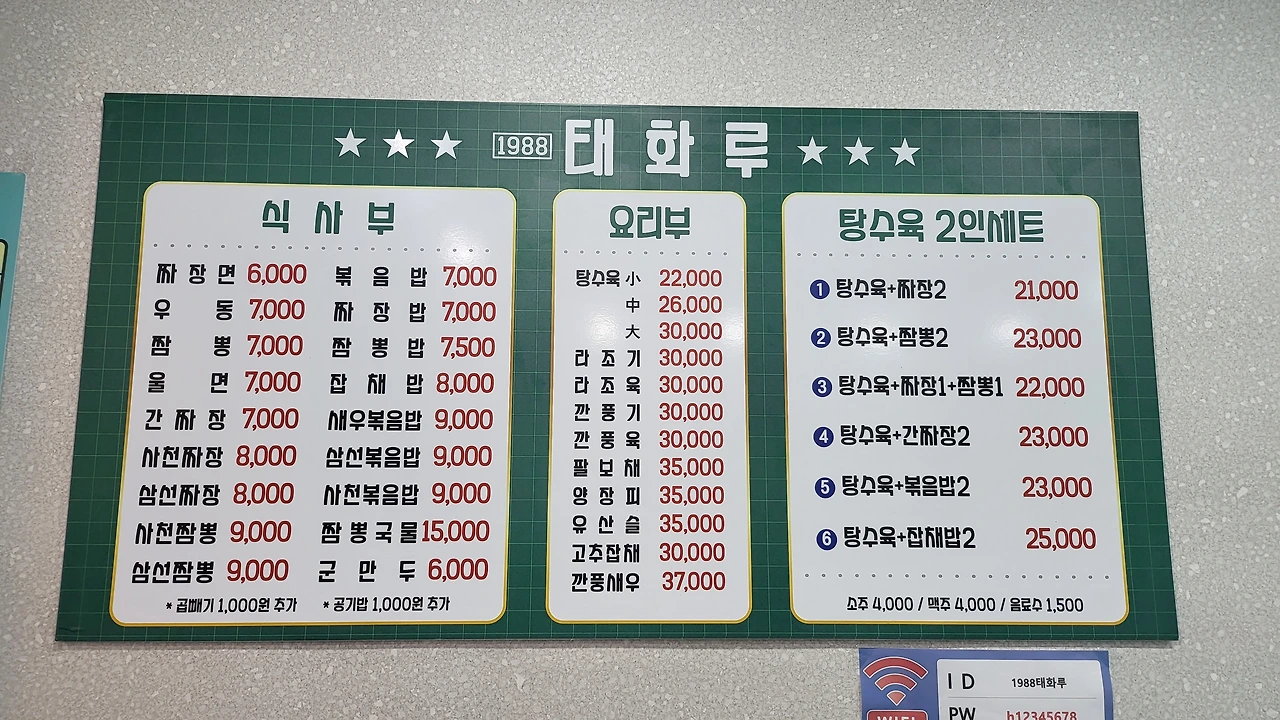 1988 태화루
식사부
짜장면 6,000
우동 7,000
짬뽕 7,000
울면 7,000
간짜장 7,000
사천짜장 8,000
삼선짜장 8,000
사천짬뽕 9,000
삼선짬뽕 9,000
* 곱빼기 1,000원 추가
볶음밥 7,000
짜장밥 7,000
짬뽕밥 7,500
잡채밥 8,000
새우볶음밥 9,000
삼선볶음밥 9,000
사천볶음밥 9,000
짬뽕국물 15,000
군만두 6,000
* 공기밥 1,000원 추가
요리부
탕수육 小 22,000
中 26,000
大 30,000
라조기 30,000
라조육 30,000
깐풍기 30,000
깐풍육 30,000
팔보채 35,000
양장피 35,000
유산슬 35,000
고추잡채 30,000
깐풍새우 37,000
탕수육 2인세트
1 탕수육+짜장2 21,000
2 탕수육+짬뽕2 23,000
3 탕수육+짜장1+짬뽕1 22,000
4 탕수육+간짜장2 23,000
5 탕수육+볶음밥2 23,000
6 탕수육+잡채밥2 25,000
소주 4,000 / 맥주 4,000 / 음료수 1,500
ID 1988태화루
PW h12345678
WIFI